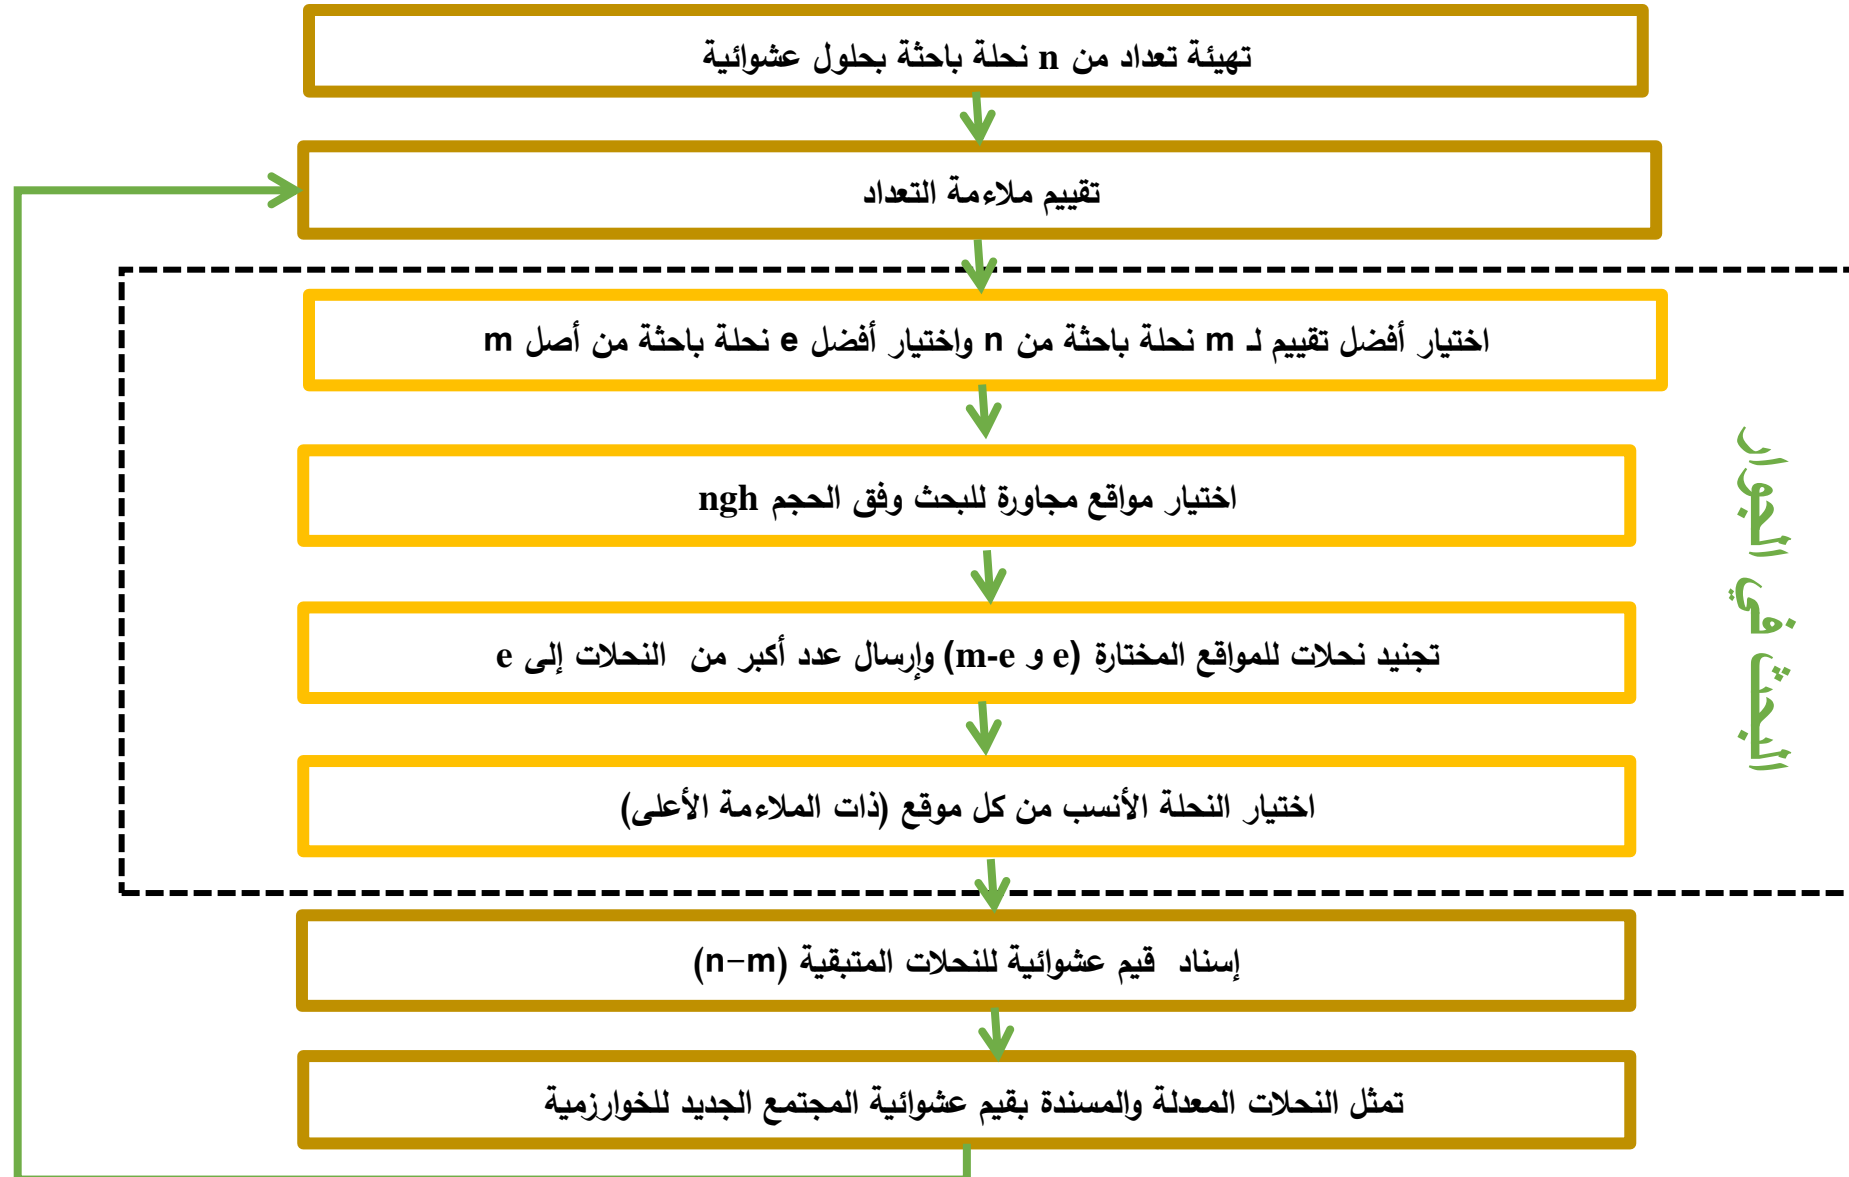 تهيئة تعداد من n نحلة باحثة بحلول عشوائية
تقييم ملاءمة التعداد
اختيار أفضل تقييم لـ m نحلة باحثة من n واختيار أفضل e نحلة باحثة من أصل m
اختيار مواقع مجاورة للبحث وفق الحجم ngh
تجنيد نحلات للمواقع المختارة (e و m-e) وإرسال عدد أكبر من النحلات إلى e
اختيار النحلة الأنسب من كل موقع (ذات الملاءمة الأعلى)
البحث في الجوار
إسناد قيم عشوائية للنحلات المتبقية (n-m)
تمثل النحلات المعدلة والمسندة بقيم عشوائية المجتمع الجديد للخوارزمية